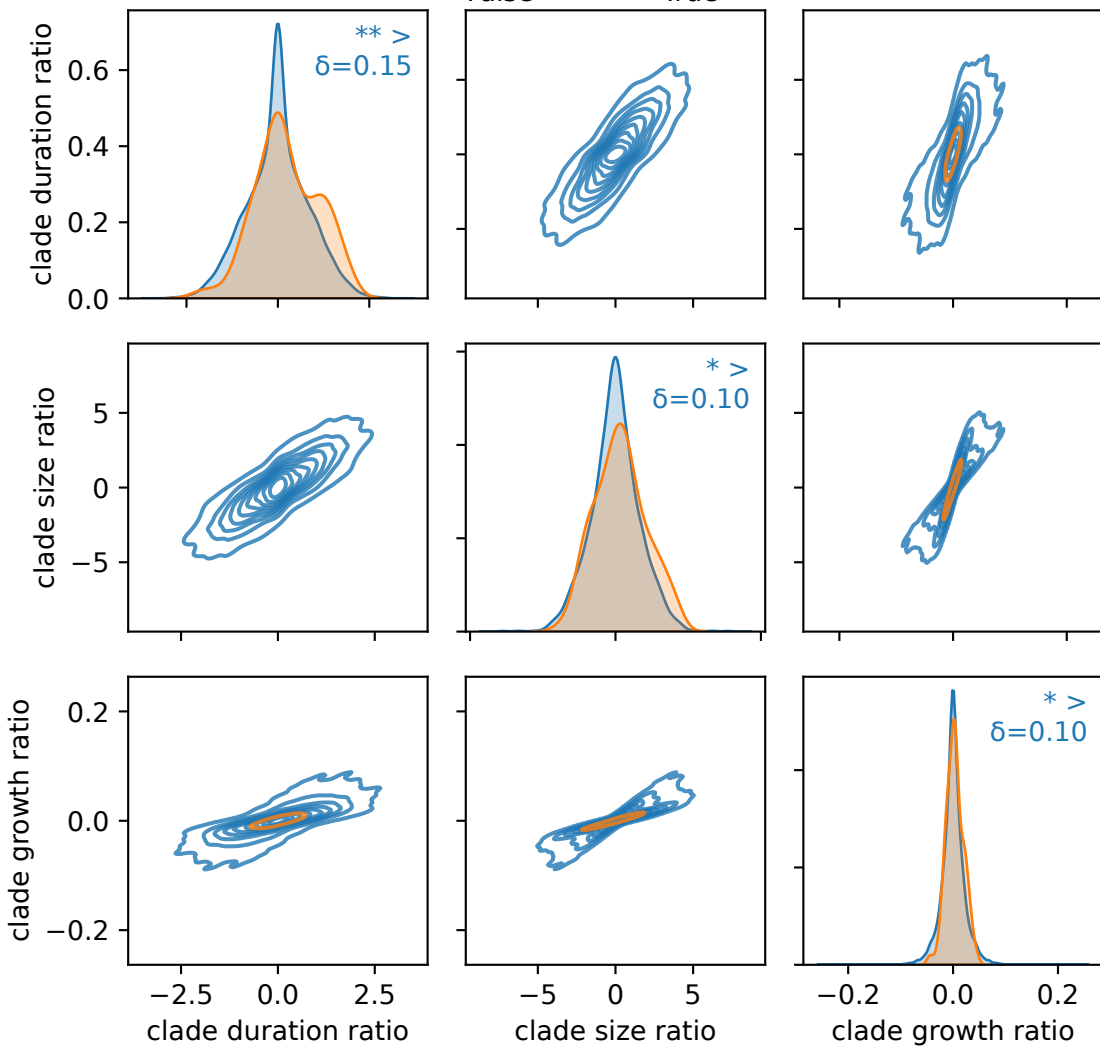 clade duration ratio
0.6
0.4
0.2
0.0
** >
δ=0.15
clade size ratio
5
0
−5
* >
δ=0.10
clade growth ratio
0.2
0.0
−0.2
* >
δ=0.10
−2.5 0.0 2.5
−5 0 5
−0.2 0.0 0.2
clade duration ratio
clade size ratio
clade growth ratio